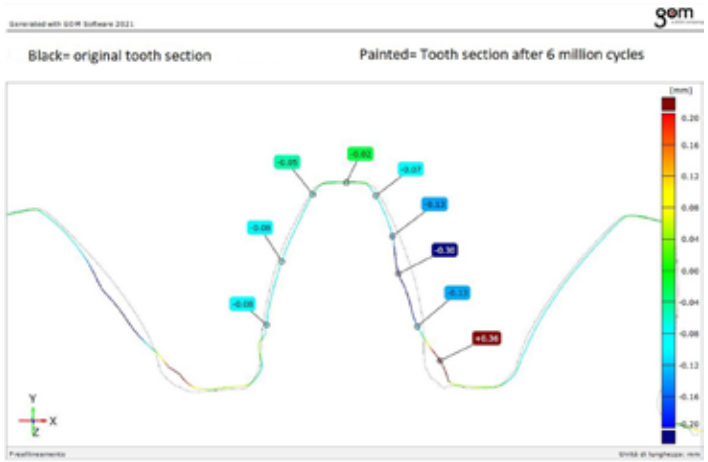 Generated with GOM Software 2021
gom
Black= original tooth section
Painted= Tooth section after 6 million cycles
[mm]
0.20
0.16
0.12
0.08
0.04
0.00
-0.04
-0.08
-0.12
-0.16
-0.20
-0.02
-0.05
-0.07
-0.13
-0.08
-0.30
-0.08
-0.13
+0.36
Y
X
Z
Preallineamento
Unità di lunghezza: mm